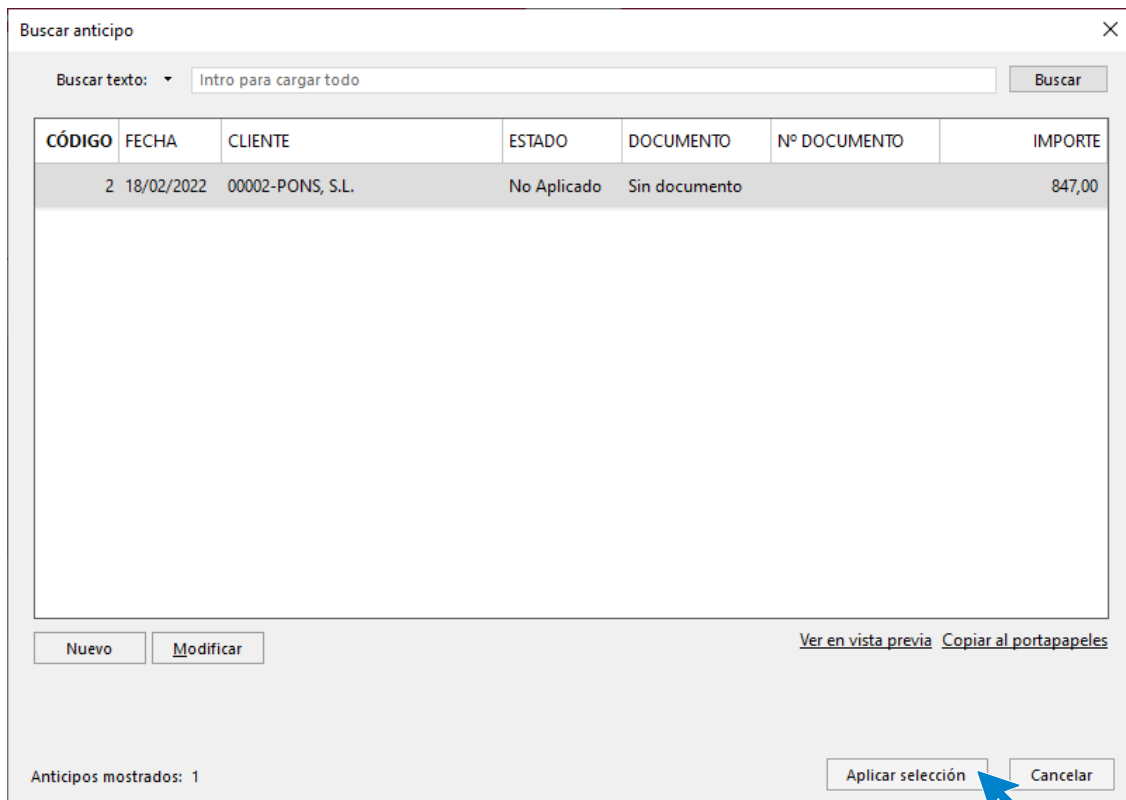 Buscar anticipo
Buscar texto: Intro para cargar todo Buscar
CÓDIGO FECHA CLIENTE ESTADO DOCUMENTO Nº DOCUMENTO IMPORTE
2 18/02/2022 00002-PONS, S.L. No Aplicado Sin documento 847,00
Nuevo Modificar Ver en vista previa Copiar al portapapeles
Anticipos mostrados: 1 Aplicar selección Cancelar